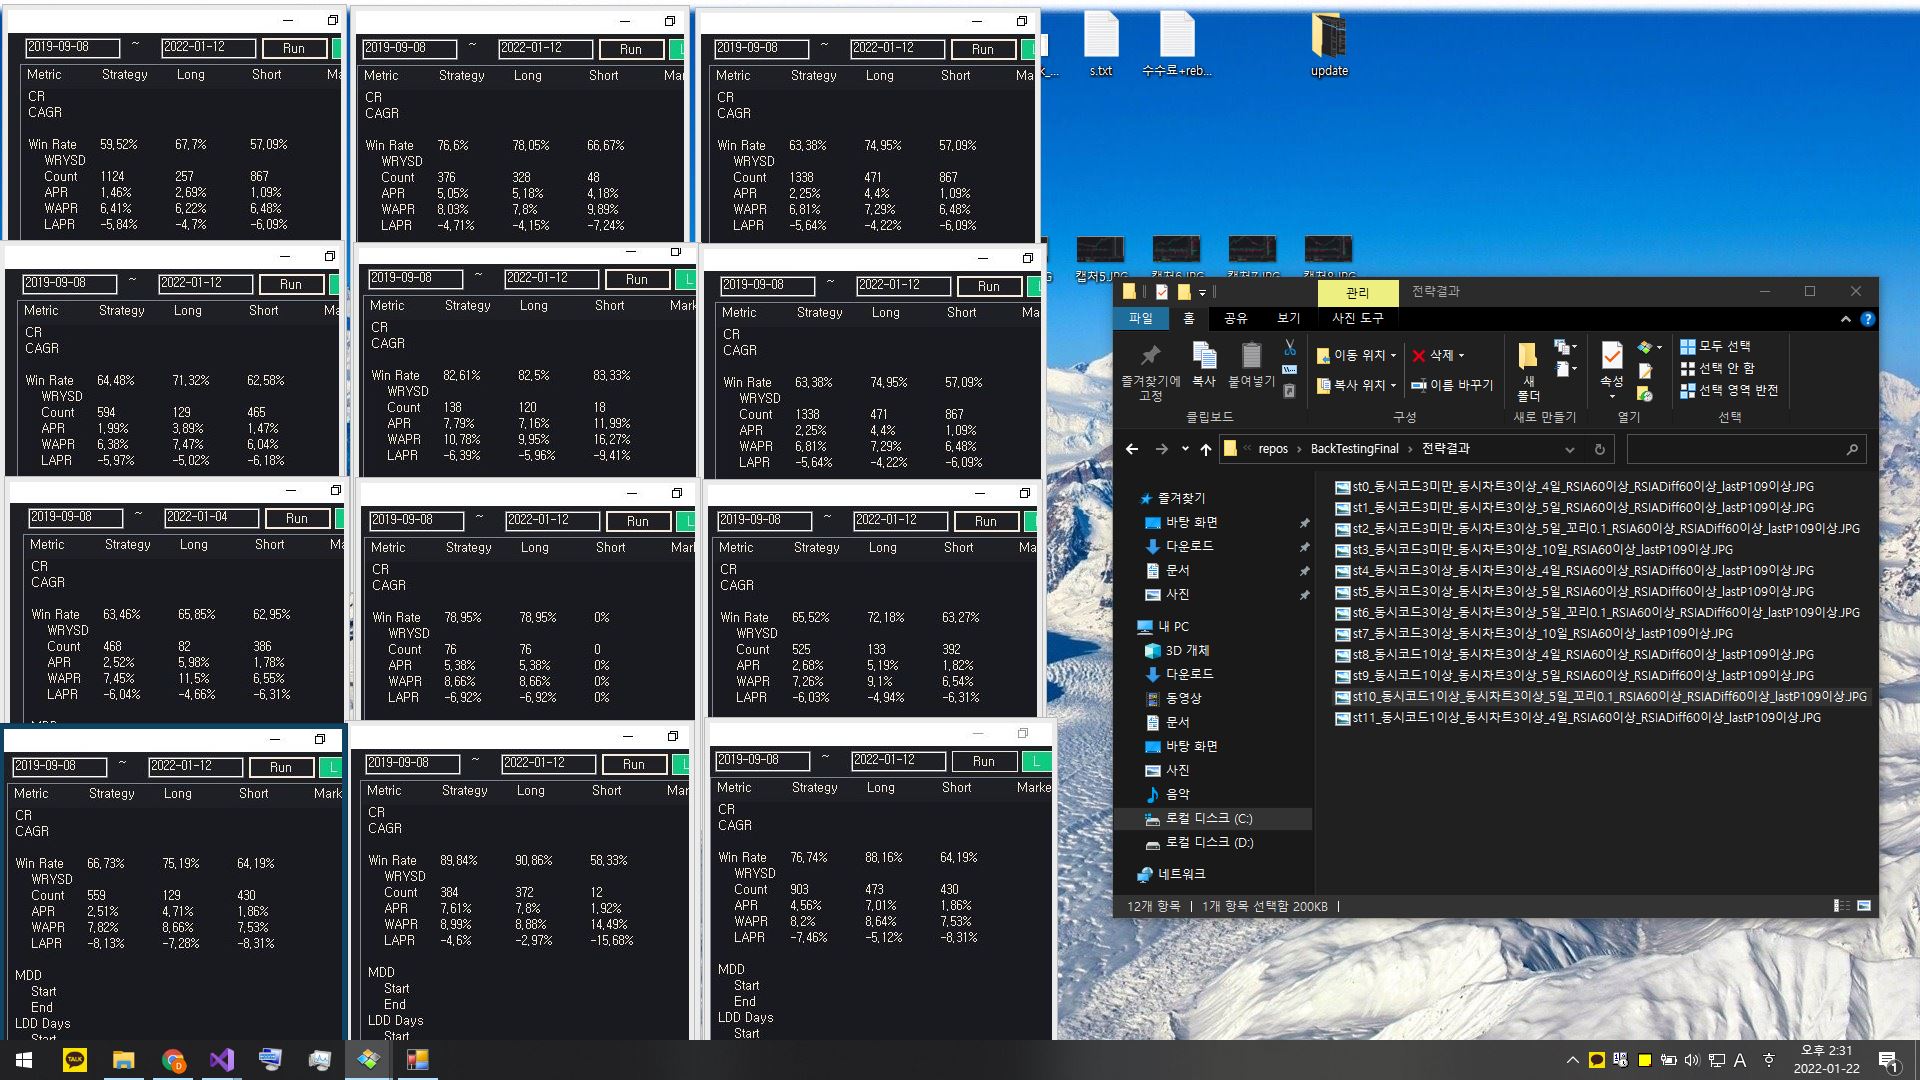 2019-09-08 ~ 2022-01-12 Run
Metric Strategy Long Short
CR
CAGR
Win Rate 59,52% 67,7% 57,09%
WRYSD
Count 1124 257 867
APR 1,46% 2,69% 1,09%
WAPR 6,41% 6,22% 6,48%
LAPR -5,84% -4,7% -6,09%
2019-09-08 ~ 2022-01-12 Run
Metric Strategy Long Short
CR
CAGR
Win Rate 76,6% 78,05% 66,67%
WRYSD
Count 376 328 48
APR 5,05% 5,18% 4,18%
WAPR 8,03% 7,8% 9,89%
LAPR -4,71% -4,15% -7,24%
2019-09-08 ~ 2022-01-12 Run
Metric Strategy Long Short
CR
CAGR
Win Rate 63,38% 74,95% 57,09%
WRYSD
Count 1338 471 867
APR 2,25% 4,4% 1,09%
WAPR 6,81% 7,29% 6,48%
LAPR -5,64% -4,22% -6,09%
2019-09-08 ~ 2022-01-12 Run
Metric Strategy Long Short
CR
CAGR
Win Rate 64,48% 71,32% 62,58%
WRYSD
Count 594 129 465
APR 1,99% 3,89% 1,47%
WAPR 6,38% 7,47% 6,04%
LAPR -5,97% -5,02% -6,18%
2019-09-08 ~ 2022-01-12 Run L
Metric Strategy Long Short Mark
CR
CAGR
Win Rate 82,61% 82,5% 83,33%
WRYSD
Count 138 120 18
APR 7,79% 7,16% 11,99%
WAPR 10,78% 9,95% 16,27%
LAPR -6,39% -5,96% -9,41%
2019-09-08 ~ 2022-01-12 Run
Metric Strategy Long Short
CR
CAGR
Win Rate 63,38% 74,95% 57,09%
WRYSD
Count 1338 471 867
APR 2,25% 4,4% 1,09%
WAPR 6,81% 7,29% 6,48%
LAPR -5,64% -4,22% -6,09%
2019-09-08 ~ 2022-01-04 Run
Metric Strategy Long Short
CR
CAGR
Win Rate 63,46% 65,85% 62,95%
WRYSD
Count 468 82 386
APR 2,52% 5,98% 1,78%
WAPR 7,45% 11,5% 6,55%
LAPR -6,04% -4,66% -6,31%
2019-09-08 ~ 2022-01-12 Run L
Metric Strategy Long Short Marl
CR
CAGR
Win Rate 78,95% 78,95% 0%
WRYSD
Count 76 76 0
APR 5,38% 5,38% 0%
WAPR 8,66% 8,66% 0%
LAPR -6,92% -6,92% 0%
2019-09-08 ~ 2022-01-12 Run
Metric Strategy Long Short Ma
CR
CAGR
Win Rate 65,52% 72,18% 63,27%
WRYSD
Count 525 133 392
APR 2,68% 5,19% 1,82%
WAPR 7,26% 9,1% 6,54%
LAPR -6,03% -4,94% -6,31%
2019-09-08 ~ 2022-01-12 Run L
Metric Strategy Long Short Mark
CR
CAGR
Win Rate 66,73% 75,19% 64,19%
WRYSD
Count 559 129 430
APR 2,51% 4,71% 1,86%
WAPR 7,82% 8,66% 7,53%
LAPR -8,13% -7,28% -8,31%
MDD
Start
End
LDD Days
2019-09-08 ~ 2022-01-12 Run
Metric Strategy Long Short Mar
CR
CAGR
Win Rate 89,84% 90,86% 58,33%
WRYSD
Count 384 372 12
APR 7,61% 7,8% 1,92%
WAPR 8,99% 8,88% 14,49%
LAPR -4,6% -2,97% -15,68%
MDD
Start
End
LDD Days
Start
2019-09-08 ~ 2022-01-12 Run L
Metric Strategy Long Short Marke
CR
CAGR
Win Rate 76,74% 88,16% 64,19%
WRYSD
Count 903 473 430
APR 4,56% 7,01% 1,86%
WAPR 8,2% 8,64% 7,53%
LAPR -7,46% -5,12% -8,31%
MDD
Start
End
LDD Days
Start
s.txt
수수료+reb...
update
캡처5.JPG 캡처6.JPG 캡처7.JPG 캡처8.JPG
관리 전략결과
파일 홈 공유 보기 사진 도구
즐겨찾기에 고정
복사
붙여넣기
클립보드
이동 위치
복사 위치
삭제
이름 바꾸기
구성
새 폴더
새로 만들기
속성
열기
모두 선택
선택 안 함
선택 영역 반전
선택
repos › BackTestingFinal › 전략결과
즐겨찾기
바탕 화면
다운로드
문서
사진
내 PC
3D 개체
다운로드
동영상
문서
바탕 화면
사진
음악
로컬 디스크 (C:)
로컬 디스크 (D:)
네트워크
st0_동시코드3미만_동시차트3이상_4일_RSIA60이상_RSIADiff60이상_lastP109이상.JPG
st1_동시코드3미만_동시차트3이상_5일_RSIA60이상_RSIADiff60이상_lastP109이상.JPG
st2_동시코드3미만_동시차트3이상_5일_꼬리0.1_RSIA60이상_RSIADiff60이상_lastP109이상.JPG
st3_동시코드3미만_동시차트3이상_10일_RSIA60이상_lastP109이상.JPG
st4_동시코드3이상_동시차트3이상_4일_RSIA60이상_RSIADiff60이상_lastP109이상.JPG
st5_동시코드3이상_동시차트3이상_5일_RSIA60이상_RSIADiff60이상_lastP109이상.JPG
st6_동시코드3이상_동시차트3이상_5일_꼬리0.1_RSIA60이상_RSIADiff60이상_lastP109이상.JPG
st7_동시코드3이상_동시차트3이상_10일_RSIA60이상_lastP109이상.JPG
st8_동시코드1이상_동시차트3이상_4일_RSIA60이상_RSIADiff60이상_lastP109이상.JPG
st9_동시코드1이상_동시차트3이상_5일_RSIA60이상_RSIADiff60이상_lastP109이상.JPG
st10_동시코드1이상_동시차트3이상_5일_꼬리0.1_RSIA60이상_RSIADiff60이상_lastP109이상.JPG
st11_동시코드1이상_동시차트3이상_4일_RSIA60이상_RSIADiff60이상_lastP109이상.JPG
12개 항목 | 1개 항목 선택함 200KB |
TALK
A 오후 2:31
2022-01-22
1